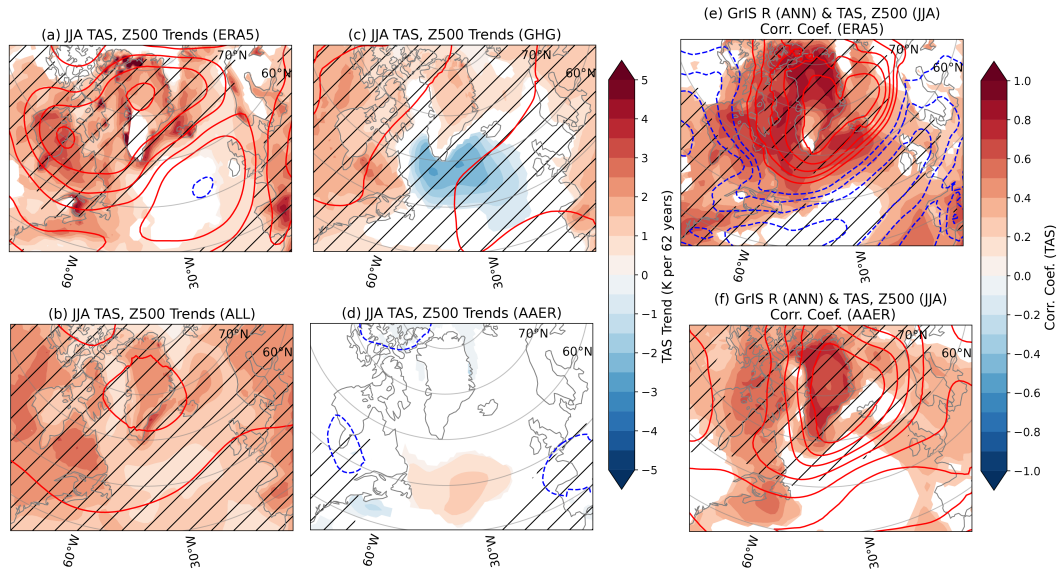 (a) JJA TAS, Z500 Trends (ERA5)
70°N
60°N
60°W
30°W
(c) JJA TAS, Z500 Trends (GHG)
70°N
60°N
60°W
30°W
(b) JJA TAS, Z500 Trends (ALL)
70°N
60°N
60°W
30°W
(d) JJA TAS, Z500 Trends (AAER)
70°N
60°N
60°W
30°W
5
4
3
2
1
0
−1
−2
−3
−4
−5
TAS Trend (K per 62 years)
(e) GrIS R (ANN) & TAS, Z500 (JJA)
Corr. Coef. (ERA5)
70°N
60°N
60°W
30°W
(f) GrIS R (ANN) & TAS, Z500 (JJA)
Corr. Coef. (AAER)
70°N
60°N
60°W
30°W
1.0
0.8
0.6
0.4
0.2
0.0
−0.2
−0.4
−0.6
−0.8
−1.0
Corr. Coef. (TAS)